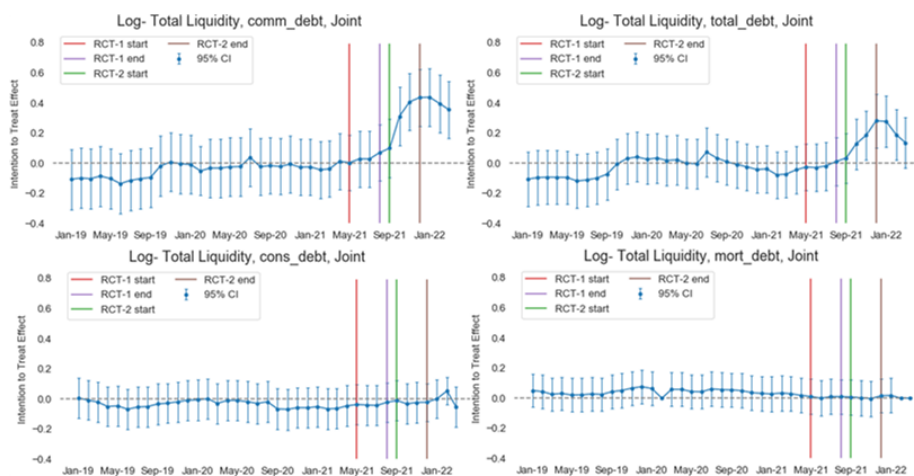 Log- Total Liquidity, comm_debt, Joint
RCT-1 start
RCT-1 end
RCT-2 start
RCT-2 end
95% CI
Intention to Treat Effect
0.8
0.6
0.4
0.2
0.0
−0.2
−0.4
Jan-19 May-19 Sep-19 Jan-20 May-20 Sep-20 Jan-21 May-21 Sep-21 Jan-22
Log- Total Liquidity, total_debt, Joint
RCT-1 start
RCT-1 end
RCT-2 start
RCT-2 end
95% CI
Intention to Treat Effect
0.8
0.6
0.4
0.2
0.0
−0.2
−0.4
Jan-19 May-19 Sep-19 Jan-20 May-20 Sep-20 Jan-21 May-21 Sep-21 Jan-22
Log- Total Liquidity, cons_debt, Joint
RCT-1 start
RCT-1 end
RCT-2 start
RCT-2 end
95% CI
Intention to Treat Effect
0.8
0.6
0.4
0.2
0.0
−0.2
−0.4
Jan-19 May-19 Sep-19 Jan-20 May-20 Sep-20 Jan-21 May-21 Sep-21 Jan-22
Log- Total Liquidity, mort_debt, Joint
RCT-1 start
RCT-1 end
RCT-2 start
RCT-2 end
95% CI
Intention to Treat Effect
0.8
0.6
0.4
0.2
0.0
−0.2
−0.4
Jan-19 May-19 Sep-19 Jan-20 May-20 Sep-20 Jan-21 May-21 Sep-21 Jan-22